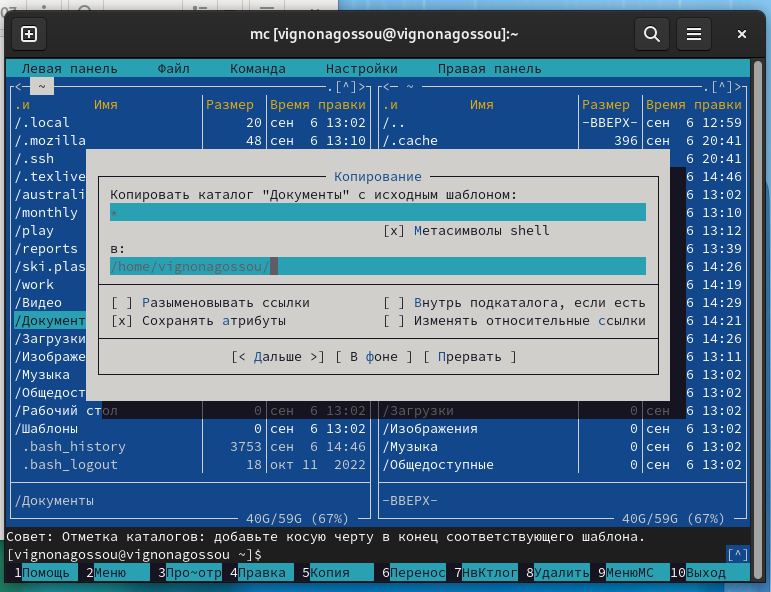 mc [vignonagossou@vignonagossou]:~
Левая панель Файл Команда Настройки Правая панель
<─ ~ ─.[^]>
<─ ~ ─.[^]>
.и Имя Размер Время правки .и Имя Размер Время правки
/.local 20 сен 6 13:02 /.. -ВВЕРХ- сен 6 12:59
/.mozilla 48 сен 6 13:10 /.cache 396 сен 6 20:41
/.ssh 6 20:41
/.texlive 6 14:46
/australi 6 13:02
/monthly 6 13:10
/play 6 13:12
/reports 6 13:39
/ski.plas 6 14:26
/work 6 14:19
/Видео 6 14:29
/Документ 6 14:21
/Загрузки 6 14:26
/Изображе 6 13:11
/Музыка 6 13:02
/Общедост 6 13:02
Копирование
Копировать каталог "Документы" с исходным шаблоном:
*
[x] Метасимволы shell
в:
/home/vignonagossou/
[ ] Разыменовывать ссылки [ ] Внутрь подкаталога, если есть
[x] Сохранять атрибуты [ ] Изменять относительные ссылки
[< Дальше >] [ В фоне ] [ Прервать ]
/Рабочий стол 0 сен 6 13:02 /Загрузки 0 сен 6 13:02
/Шаблоны 0 сен 6 13:02 /Изображения 0 сен 6 13:02
.bash_history 3753 сен 6 14:46 /Музыка 0 сен 6 13:02
.bash_logout 18 окт 11 2022 /Общедоступные 0 сен 6 13:02
/Документы -ВВЕРХ-
40G/59G (67%) 40G/59G (67%)
Совет: Отметка каталогов: добавьте косую черту в конец соответствующего шаблона.
[vignonagossou@vignonagossou ~]$ [^]
1Помощь 2Меню 3Про~отр 4Правка 5Копия 6Перенос 7НвКтлог 8Удалить 9МенюMC 10Выход